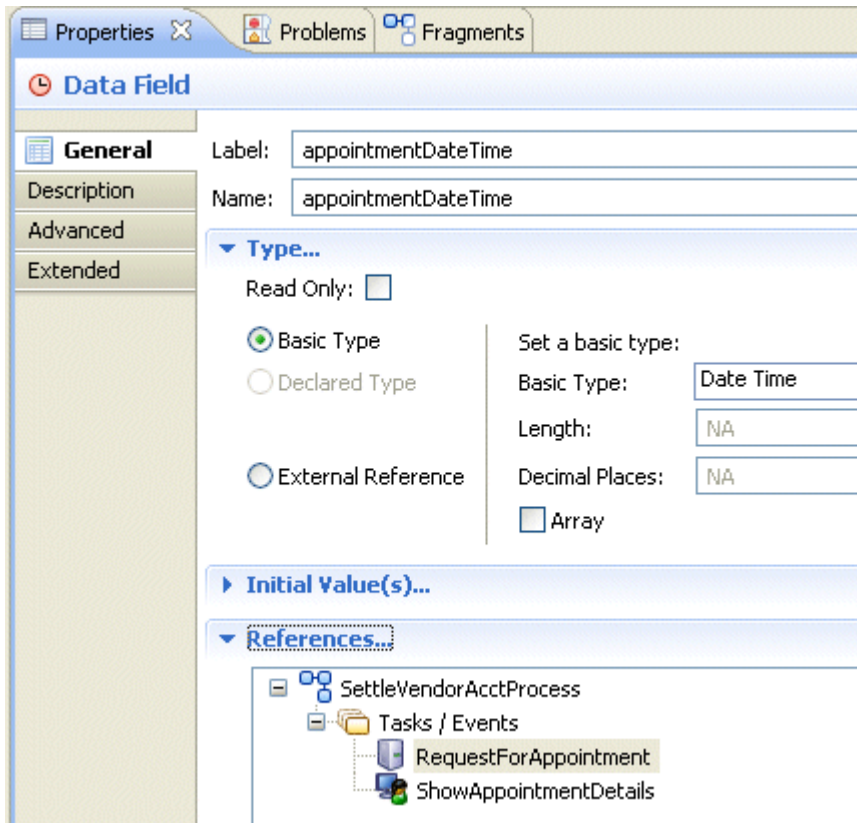 Properties Problems Fragments
Data Field
General
Label: appointmentDateTime
Description
Name: appointmentDateTime
Advanced
Type...
Extended
Read Only:
Basic Type
Set a basic type:
Declared Type
Basic Type: Date Time
Length: NA
External Reference
Decimal Places: NA
Array
Initial Value(s)...
References...
SettleVendorAcctProcess
Tasks / Events
RequestForAppointment
ShowAppointmentDetails